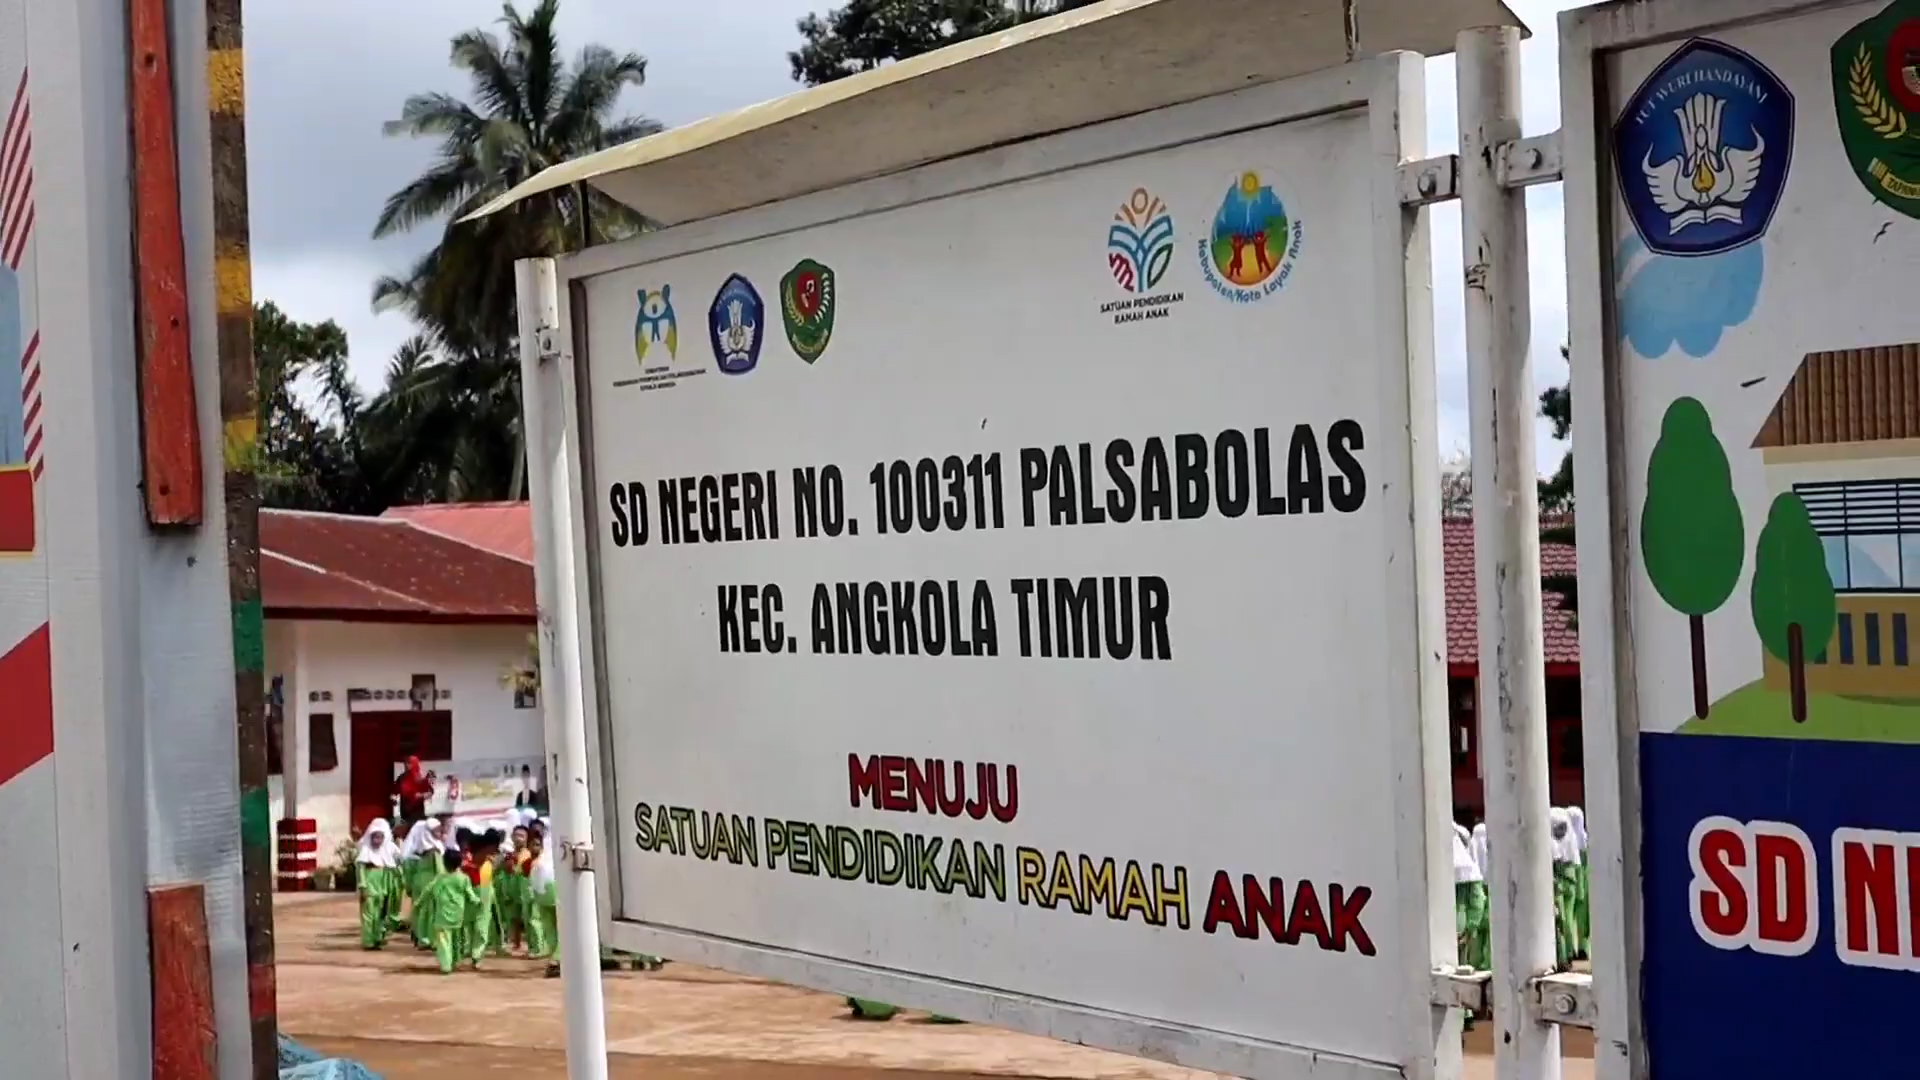 SATUAN PENDIDIKAN
RAMAH ANAK
Kabupaten/Kota Layak Anak
SD NEGERI NO. 100311 PALSABOLAS
KEC. ANGKOLA TIMUR
MENUJU
SATUAN PENDIDIKAN RAMAH ANAK
TUT WURI HANDAYANI
SD